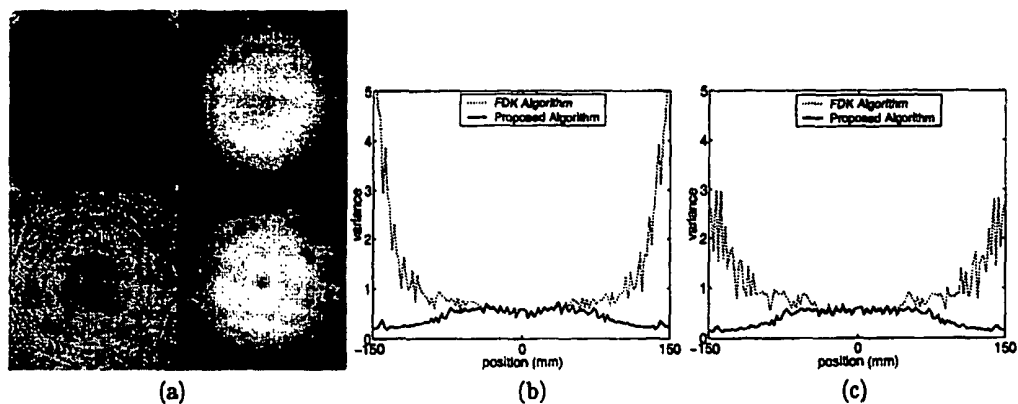 5
FDK Algorithm
Proposed Algorithm
4
3
variance
2
1
0
-150
0
150
position (mm)
5
FDK Algorithm
Proposed Algorithm
4
3
variance
2
1
0
-150
0
150
position (mm)
(a)
(b)
(c)